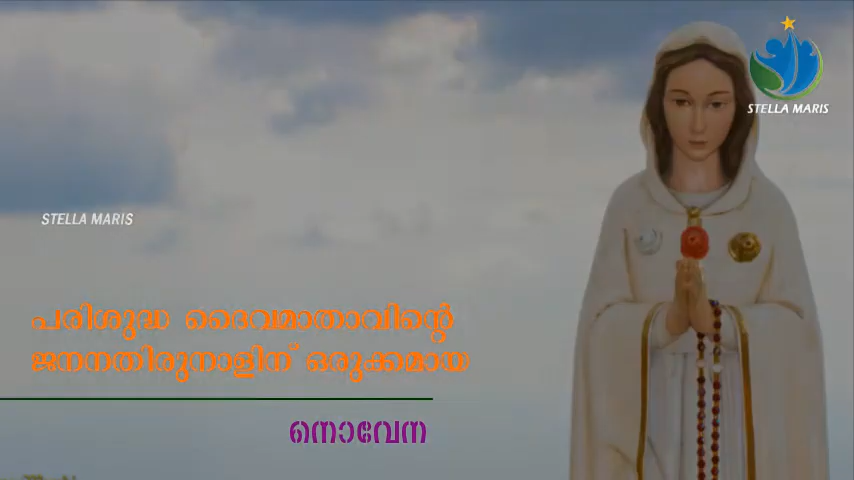 STELLA MARIS
STELLA MARIS
പരിശുദ്ധ ദൈവമാതാവിന്റെ
ജനനതിരുനാളിന് ഒരുക്കമായ
നൊവേന